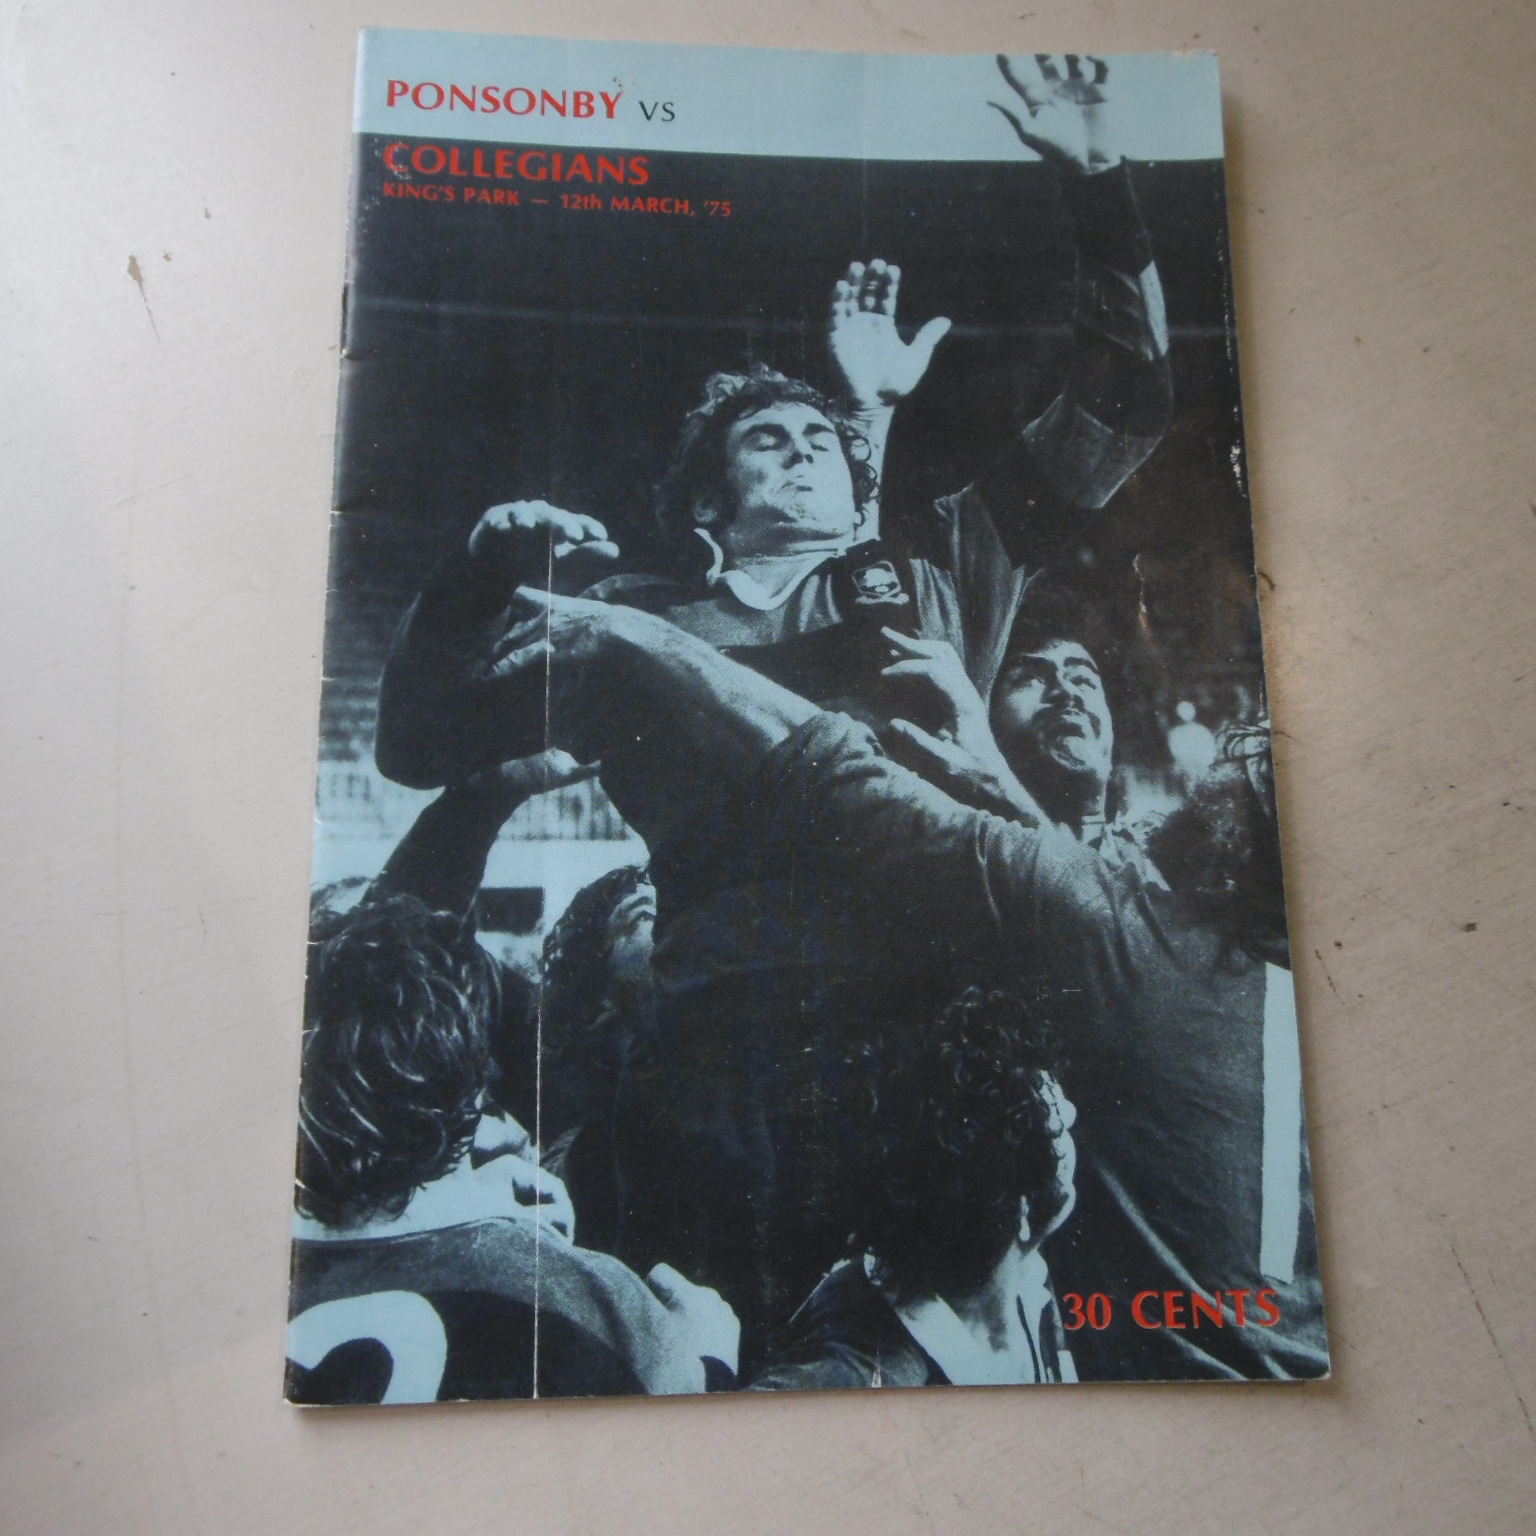 PONSONBY VS
COLLEGIANS
KING'S PARK — 12th MARCH, '75
30 CENTS